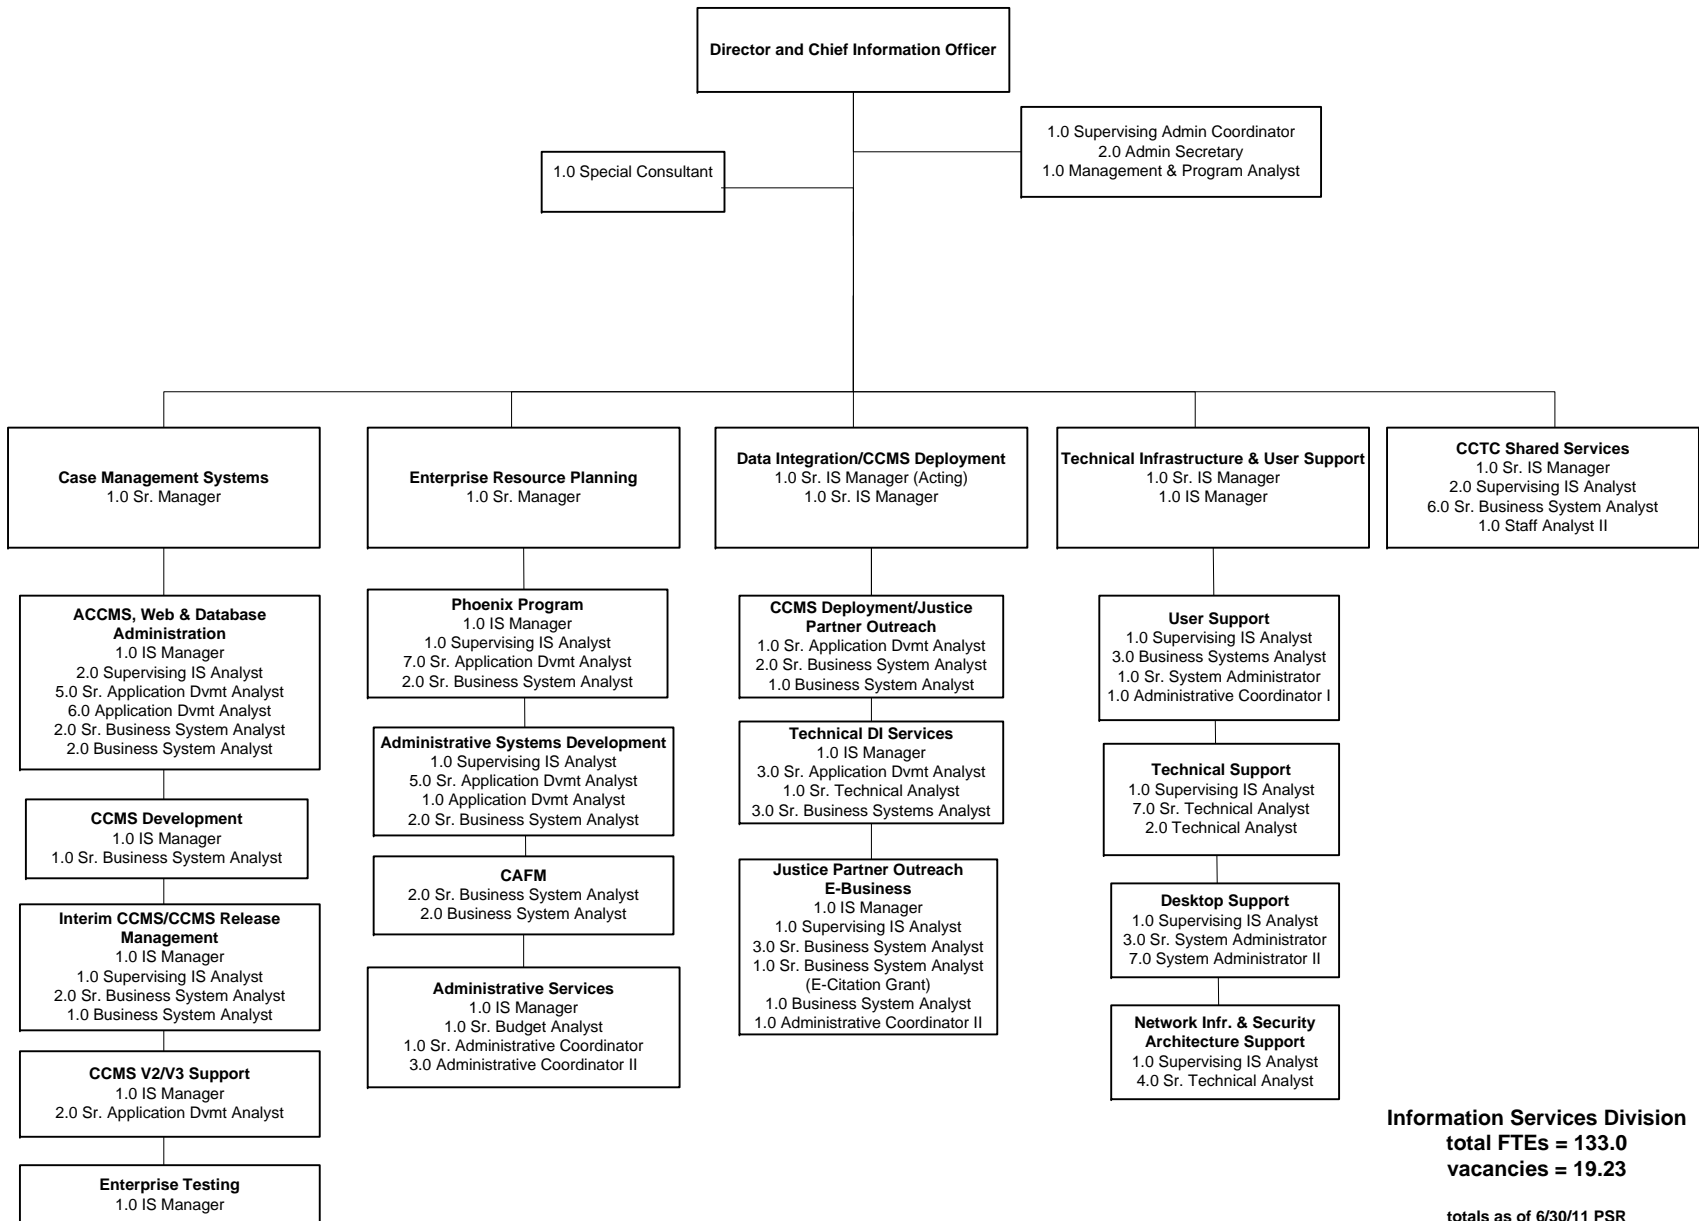 Director and Chief Information Officer
1.0 Supervising Admin Coordinator
2.0 Admin Secretary
1.0 Management & Program Analyst
1.0 Special Consultant
Case Management Systems
1.0 Sr. Manager
ACCMS, Web & Database
Administration
1.0 IS Manager
2.0 Supervising IS Analyst
5.0 Sr. Application Dvmt Analyst
6.0 Application Dvmt Analyst
2.0 Sr. Business System Analyst
2.0 Business System Analyst
CCMS Development
1.0 IS Manager
1.0 Sr. Business System Analyst
Interim CCMS/CCMS Release
Management
1.0 IS Manager
1.0 Supervising IS Analyst
2.0 Sr. Business System Analyst
1.0 Business System Analyst
CCMS V2/V3 Support
1.0 IS Manager
2.0 Sr. Application Dvmt Analyst
Enterprise Testing
1.0 IS Manager
Enterprise Resource Planning
1.0 Sr. Manager
Phoenix Program
1.0 IS Manager
1.0 Supervising IS Analyst
7.0 Sr. Application Dvmt Analyst
2.0 Sr. Business System Analyst
Administrative Systems Development
1.0 Supervising IS Analyst
5.0 Sr. Application Dvmt Analyst
1.0 Application Dvmt Analyst
2.0 Sr. Business System Analyst
CAFM
2.0 Sr. Business System Analyst
2.0 Business System Analyst
Administrative Services
1.0 IS Manager
1.0 Sr. Budget Analyst
1.0 Sr. Administrative Coordinator
3.0 Administrative Coordinator II
Data Integration/CCMS Deployment
1.0 Sr. IS Manager (Acting)
1.0 Sr. IS Manager
CCMS Deployment/Justice
Partner Outreach
1.0 Sr. Application Dvmt Analyst
2.0 Sr. Business System Analyst
1.0 Business System Analyst
Technical DI Services
1.0 IS Manager
3.0 Sr. Application Dvmt Analyst
1.0 Sr. Technical Analyst
3.0 Sr. Business Systems Analyst
Justice Partner Outreach
E-Business
1.0 IS Manager
1.0 Supervising IS Analyst
3.0 Sr. Business System Analyst
1.0 Sr. Business System Analyst
(E-Citation Grant)
1.0 Business System Analyst
1.0 Administrative Coordinator II
Technical Infrastructure & User Support
1.0 Sr. IS Manager
1.0 IS Manager
User Support
1.0 Supervising IS Analyst
3.0 Business Systems Analyst
1.0 Sr. System Administrator
1.0 Administrative Coordinator I
Technical Support
1.0 Supervising IS Analyst
7.0 Sr. Technical Analyst
2.0 Technical Analyst
Desktop Support
1.0 Supervising IS Analyst
3.0 Sr. System Administrator
7.0 System Administrator II
Network Infr. & Security
Architecture Support
1.0 Supervising IS Analyst
4.0 Sr. Technical Analyst
CCTC Shared Services
1.0 Sr. IS Manager
2.0 Supervising IS Analyst
6.0 Sr. Business System Analyst
1.0 Staff Analyst II
Information Services Division
total FTEs = 133.0
vacancies = 19.23
totals as of 6/30/11 PSR